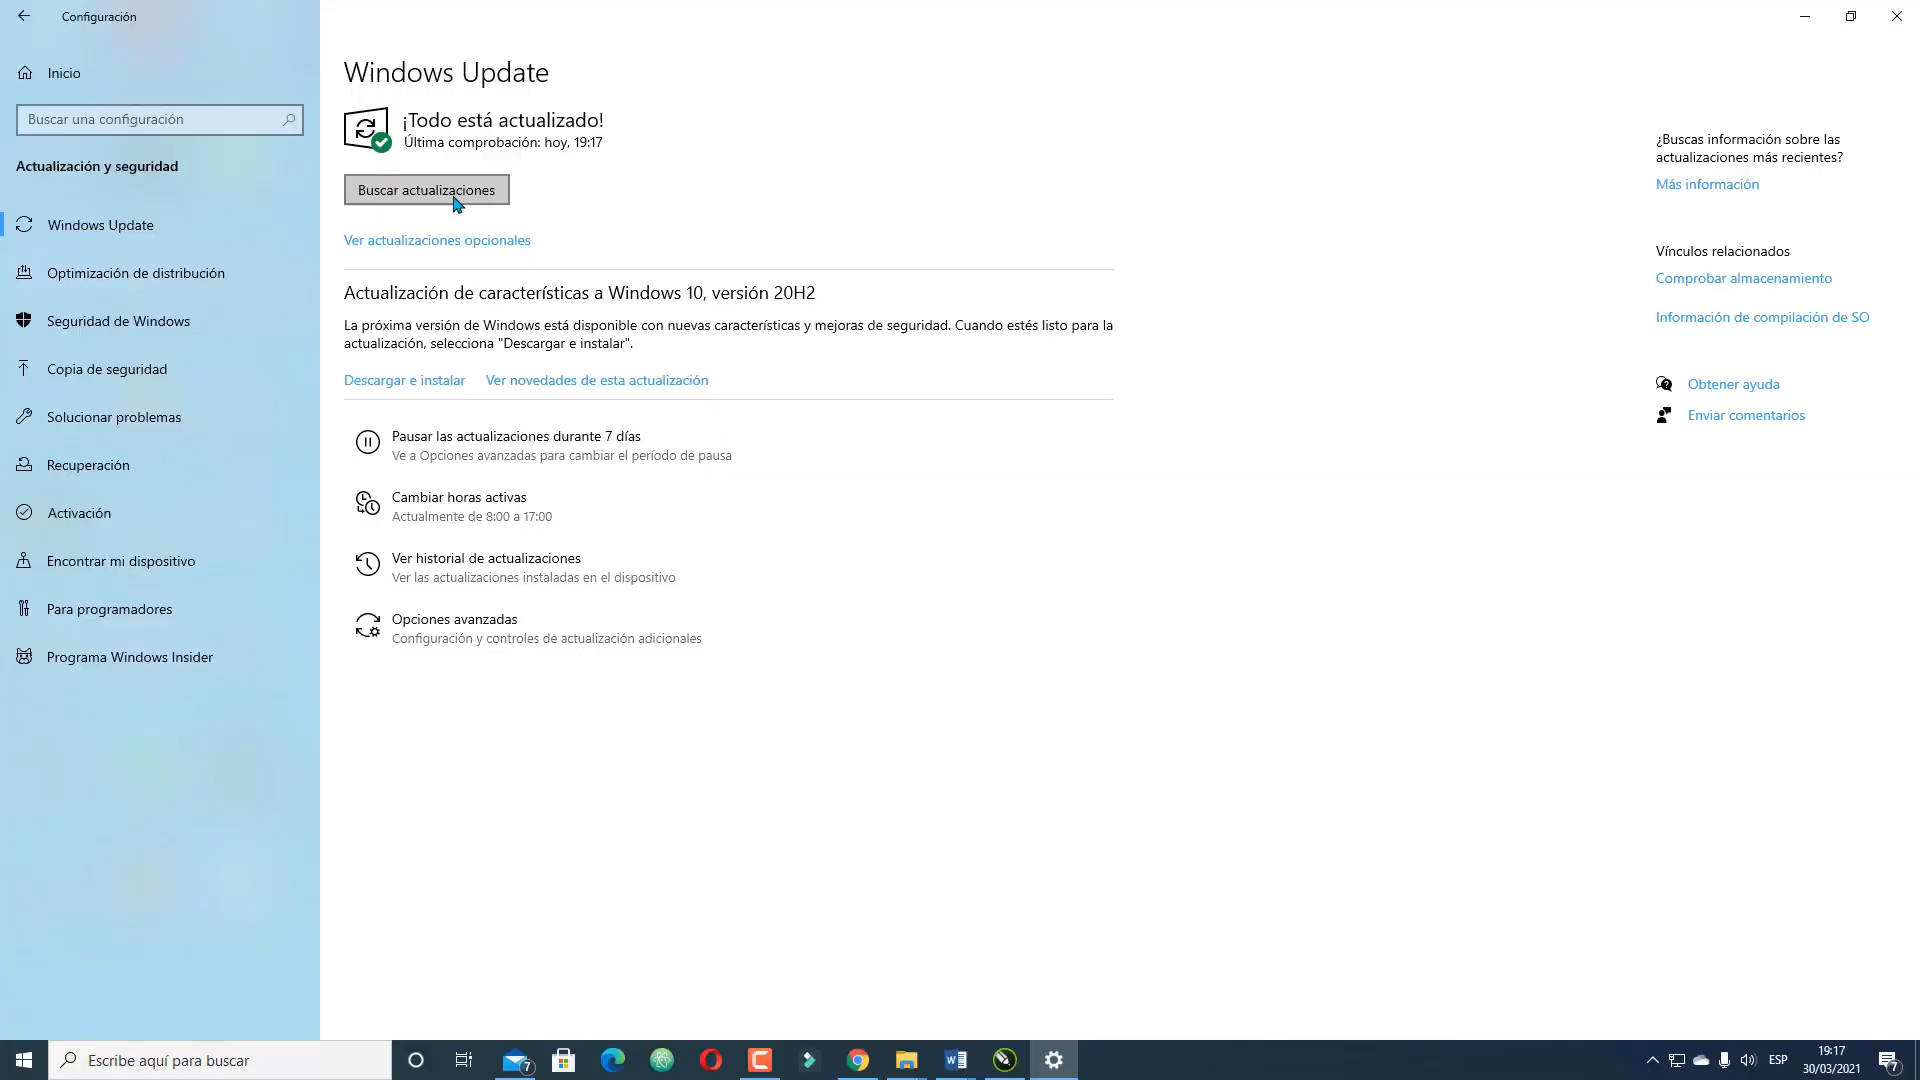 Configuración
Inicio
Buscar una configuración
Actualización y seguridad
Windows Update
Optimización de distribución
Seguridad de Windows
Copia de seguridad
Solucionar problemas
Recuperación
Activación
Encontrar mi dispositivo
Para programadores
Programa Windows Insider
Windows Update
¡Todo está actualizado!
Última comprobación: hoy, 19:17
Buscar actualizaciones
Ver actualizaciones opcionales
Actualización de características a Windows 10, versión 20H2
La próxima versión de Windows está disponible con nuevas características y mejoras de seguridad. Cuando estés listo para la
actualización, selecciona "Descargar e instalar".
Descargar e instalar Ver novedades de esta actualización
Pausar las actualizaciones durante 7 días
Ve a Opciones avanzadas para cambiar el período de pausa
Cambiar horas activas
Actualmente de 8:00 a 17:00
Ver historial de actualizaciones
Ver las actualizaciones instaladas en el dispositivo
Opciones avanzadas
Configuración y controles de actualización adicionales
¿Buscas información sobre las
actualizaciones más recientes?
Más información
Vínculos relacionados
Comprobar almacenamiento
Información de compilación de SO
Obtener ayuda
Enviar comentarios
Escribe aquí para buscar
7
W
ESP
19:17
30/03/2021
7